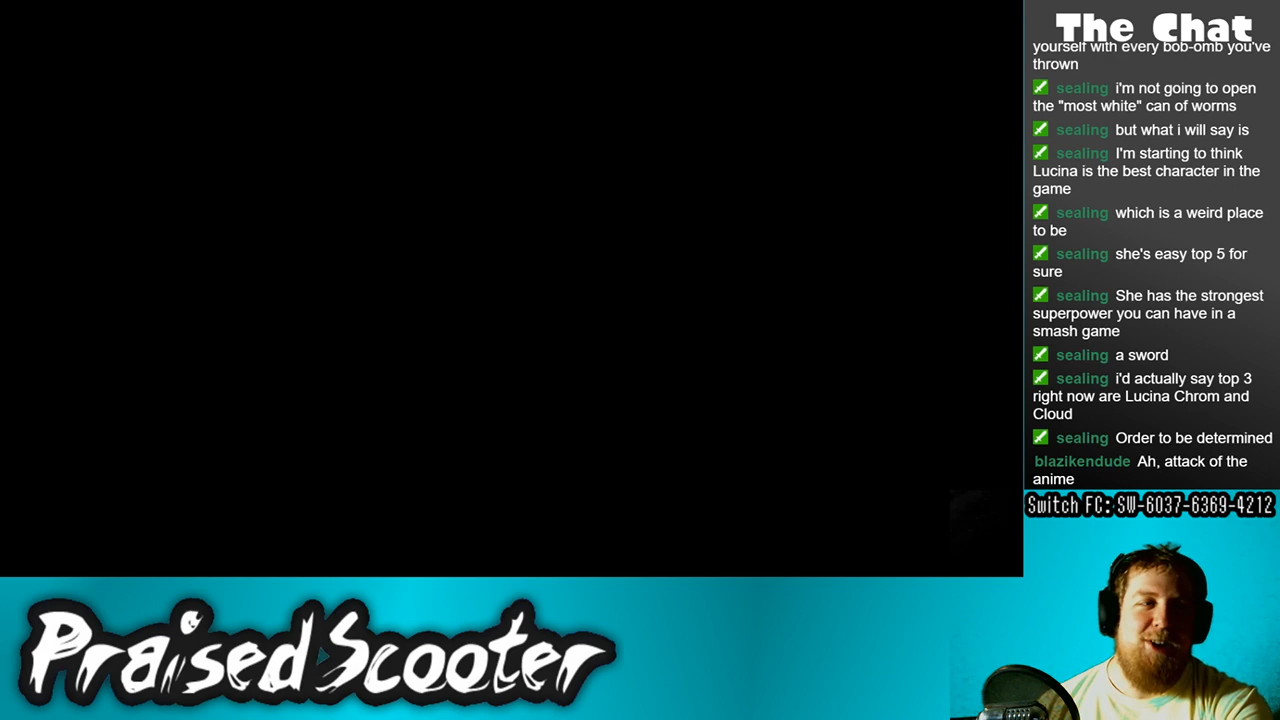 The Chat
yourself with every bob-omb you've
thrown
sealing i'm not going to open
the "most white" can of worms
sealing but what i will say is
sealing I'm starting to think
Lucina is the best character in the
game
sealing which is a weird place
to be
sealing she's easy top 5 for
sure
sealing She has the strongest
superpower you can have in a
smash game
sealing a sword
sealing i'd actually say top 3
right now are Lucina Chrom and
Cloud
sealing Order to be determined
blazikendude Ah, attack of the
anime
Switch FC: SW-6037-6369-4212
PraisedScooter